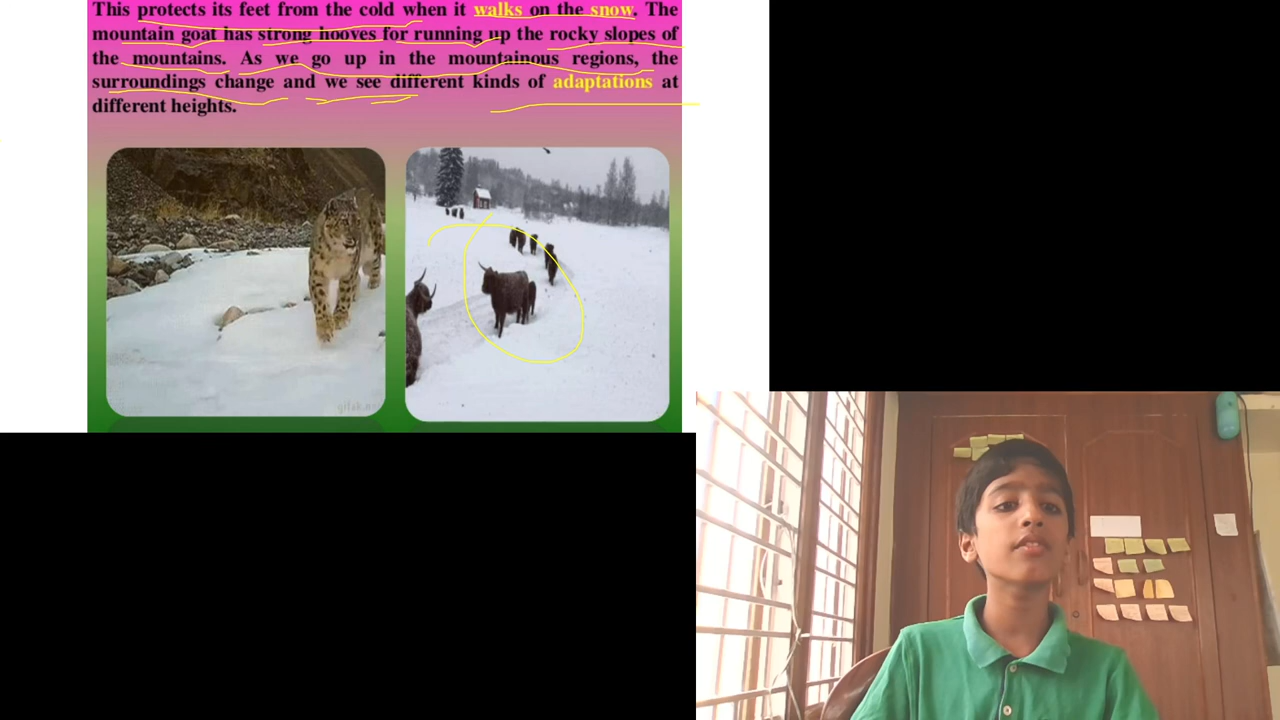 This protects its feet from the cold when it walks on the snow. The
mountain goat has strong hooves for running up the rocky slopes of
the mountains. As we go up in the mountainous regions, the
surroundings change and we see different kinds of adaptations at
different heights.